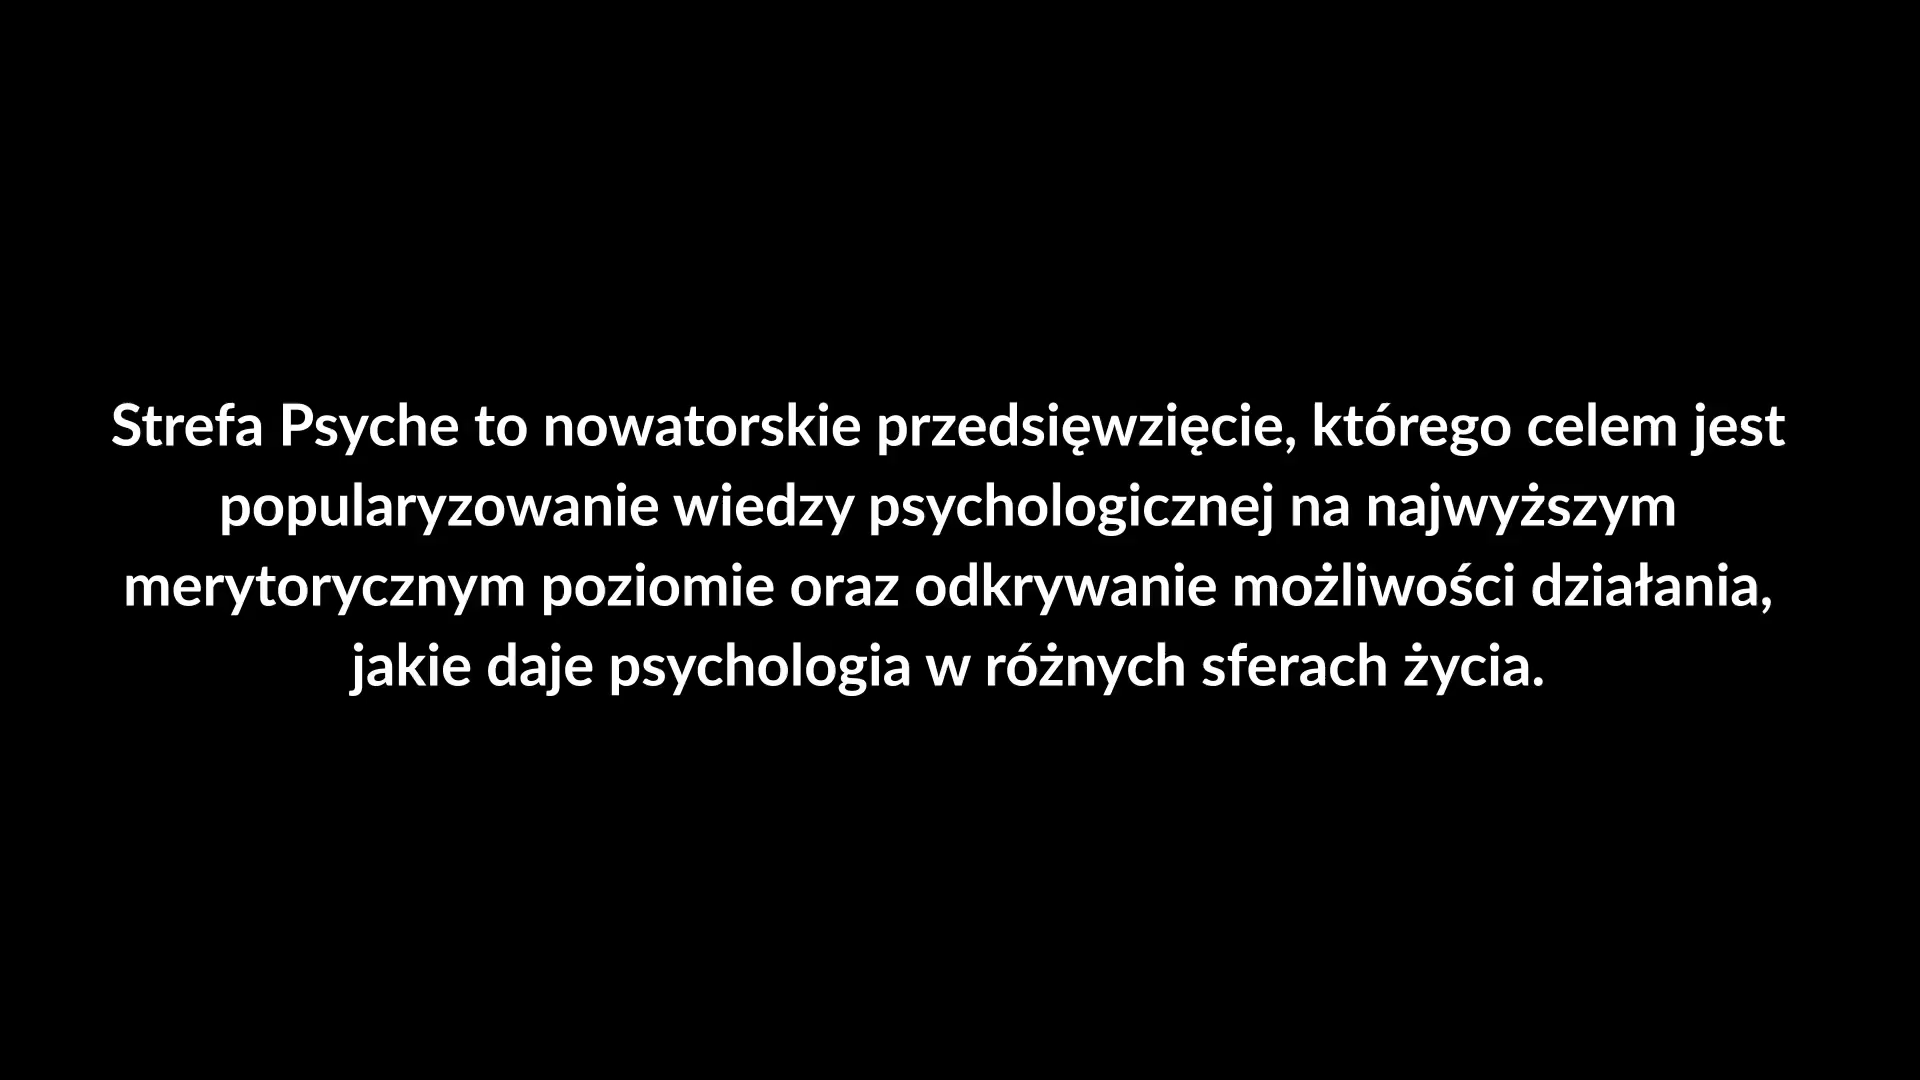 Strefa Psyche to nowatorskie przedsięwzięcie, którego celem jest
popularyzowanie wiedzy psychologicznej na najwyższym
merytorycznym poziomie oraz odkrywanie możliwości działania,
jakie daje psychologia w różnych sferach życia.